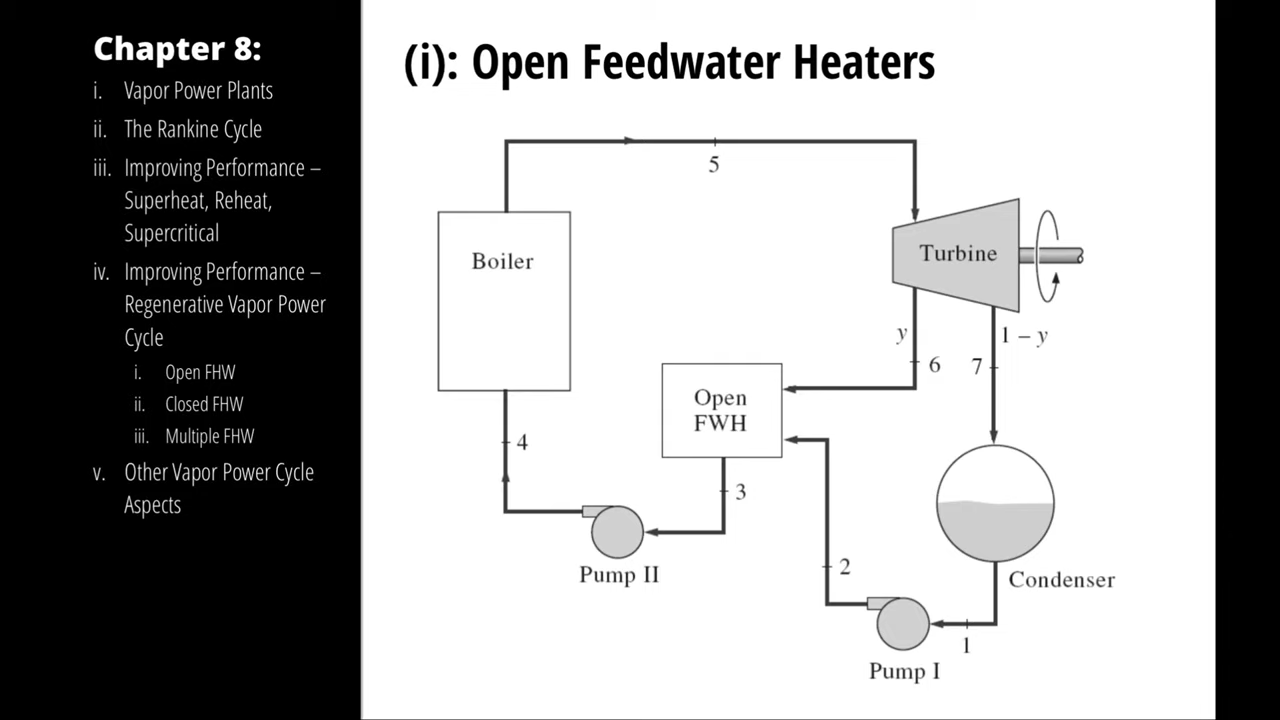 Chapter 8:
i. Vapor Power Plants
ii. The Rankine Cycle
iii. Improving Performance –
Superheat, Reheat,
Supercritical
iv. Improving Performance –
Regenerative Vapor Power
Cycle
i. Open FHW
ii. Closed FHW
iii. Multiple FHW
v. Other Vapor Power Cycle
Aspects
(i): Open Feedwater Heaters
5
Boiler
Turbine
y
1 – y
6
7
Open
FWH
4
3
2
Pump II
Condenser
1
Pump I